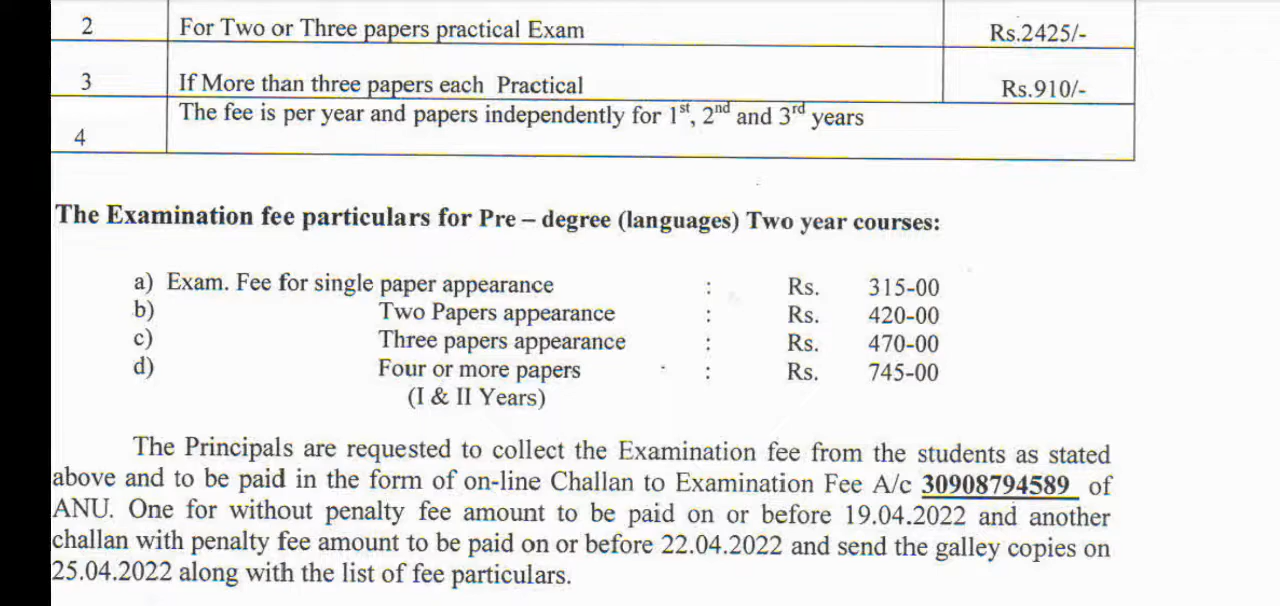 2 For Two or Three papers practical Exam Rs.2425/-
3 If More than three papers each Practical Rs.910/-
4 The fee is per year and papers independently for 1st, 2nd and 3rd years
The Examination fee particulars for Pre – degree (languages) Two year courses:
a) Exam. Fee for single paper appearance : Rs. 315-00
b) Two Papers appearance : Rs. 420-00
c) Three papers appearance : Rs. 470-00
d) Four or more papers : Rs. 745-00
(I & II Years)
The Principals are requested to collect the Examination fee from the students as stated
above and to be paid in the form of on-line Challan to Examination Fee A/c 30908794589 of
ANU. One for without penalty fee amount to be paid on or before 19.04.2022 and another
challan with penalty fee amount to be paid on or before 22.04.2022 and send the galley copies on
25.04.2022 along with the list of fee particulars.